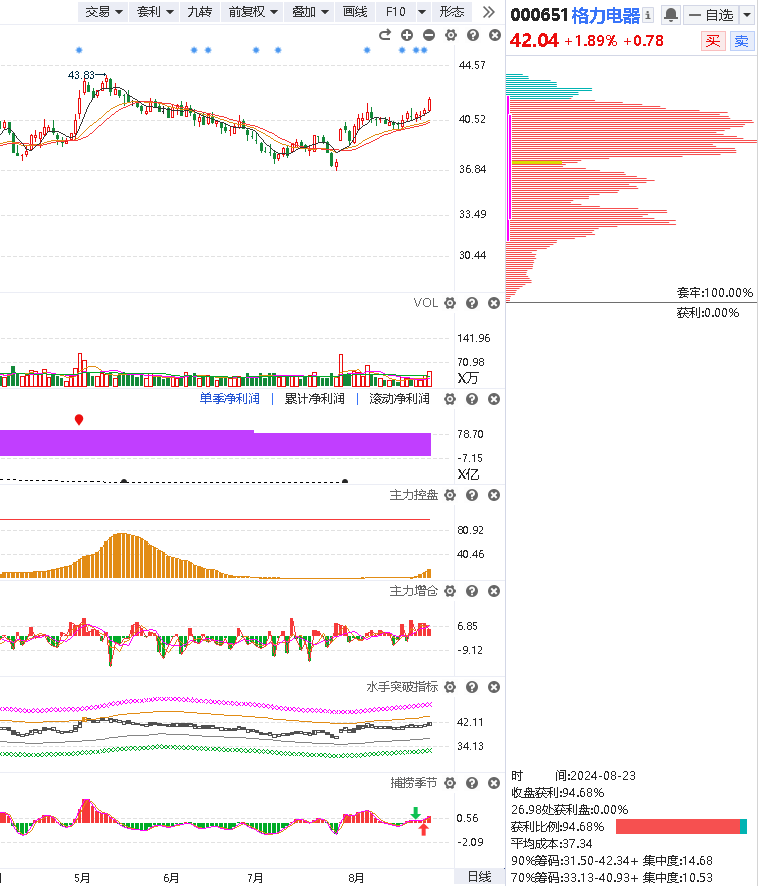 交易 套利 九转 前复权 叠加 画线 F10 形态
000651 格力电器 自选
42.04 +1.89% +0.78 买 卖
43.83
44.57
40.52
36.84
33.49
30.44
套牢:100.00%
获利:0.00%
VOL
141.96
70.98
X万
单季净利润 | 累计净利润 | 滚动净利润
78.70
-7.15
X亿
主力控盘
80.92
40.46
主力增仓
6.85
-9.12
水手突破指标
42.11
34.13
捕捞季节
0.56
-2.09
5月 6月 7月 8月 日线
时 间:2024-08-23
收盘获利:94.68%
26.98处获利盘:0.00%
获利比例:94.68%
平均成本:37.34
90%筹码:31.50-42.34+ 集中度:14.68
70%筹码:33.13-40.93+ 集中度:10.53